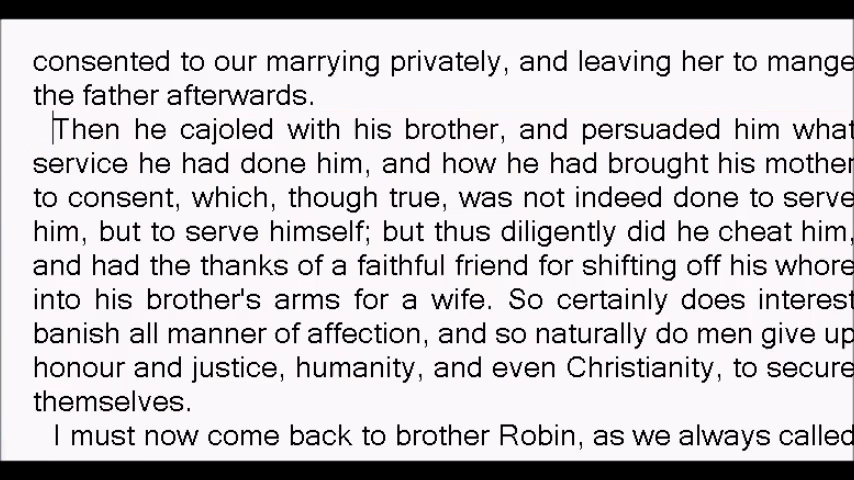 consented to our marrying privately, and leaving her to mange
the father afterwards.
Then he cajoled with his brother, and persuaded him what
service he had done him, and how he had brought his mother
to consent, which, though true, was not indeed done to serve
him, but to serve himself; but thus diligently did he cheat him,
and had the thanks of a faithful friend for shifting off his whore
into his brother's arms for a wife. So certainly does interest
banish all manner of affection, and so naturally do men give up
honour and justice, humanity, and even Christianity, to secure
themselves.
I must now come back to brother Robin, as we always called